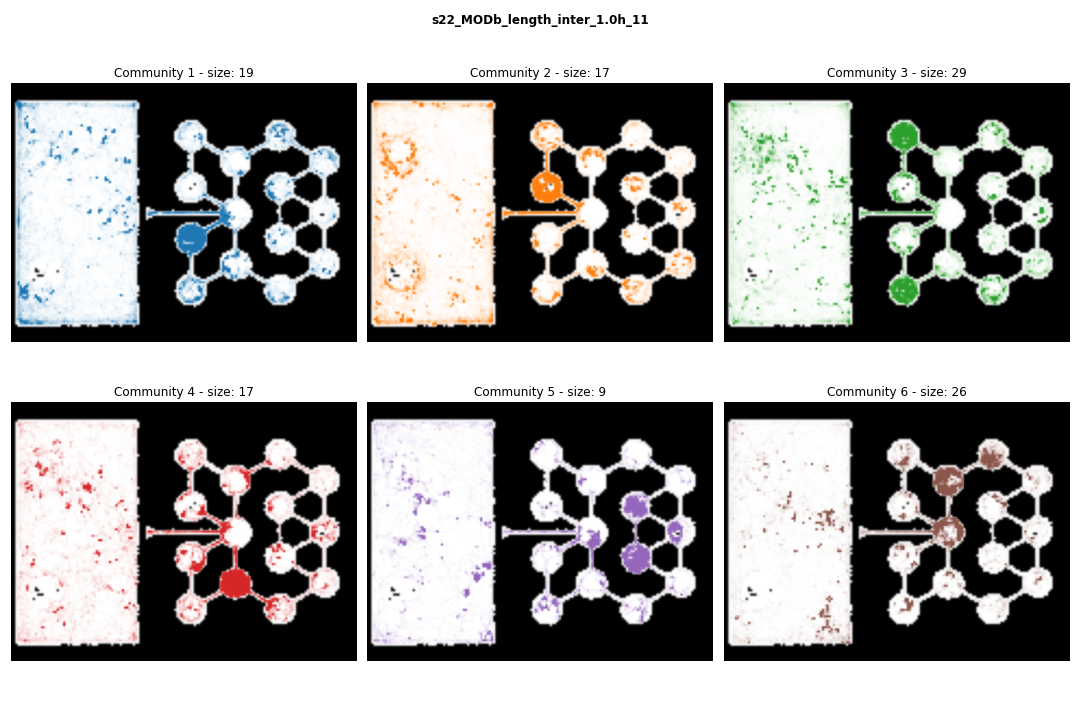 s22_MODb_length_inter_1.0h_11
Community 1 - size: 19
Community 2 - size: 17
Community 3 - size: 29
Community 4 - size: 17
Community 5 - size: 9
Community 6 - size: 26